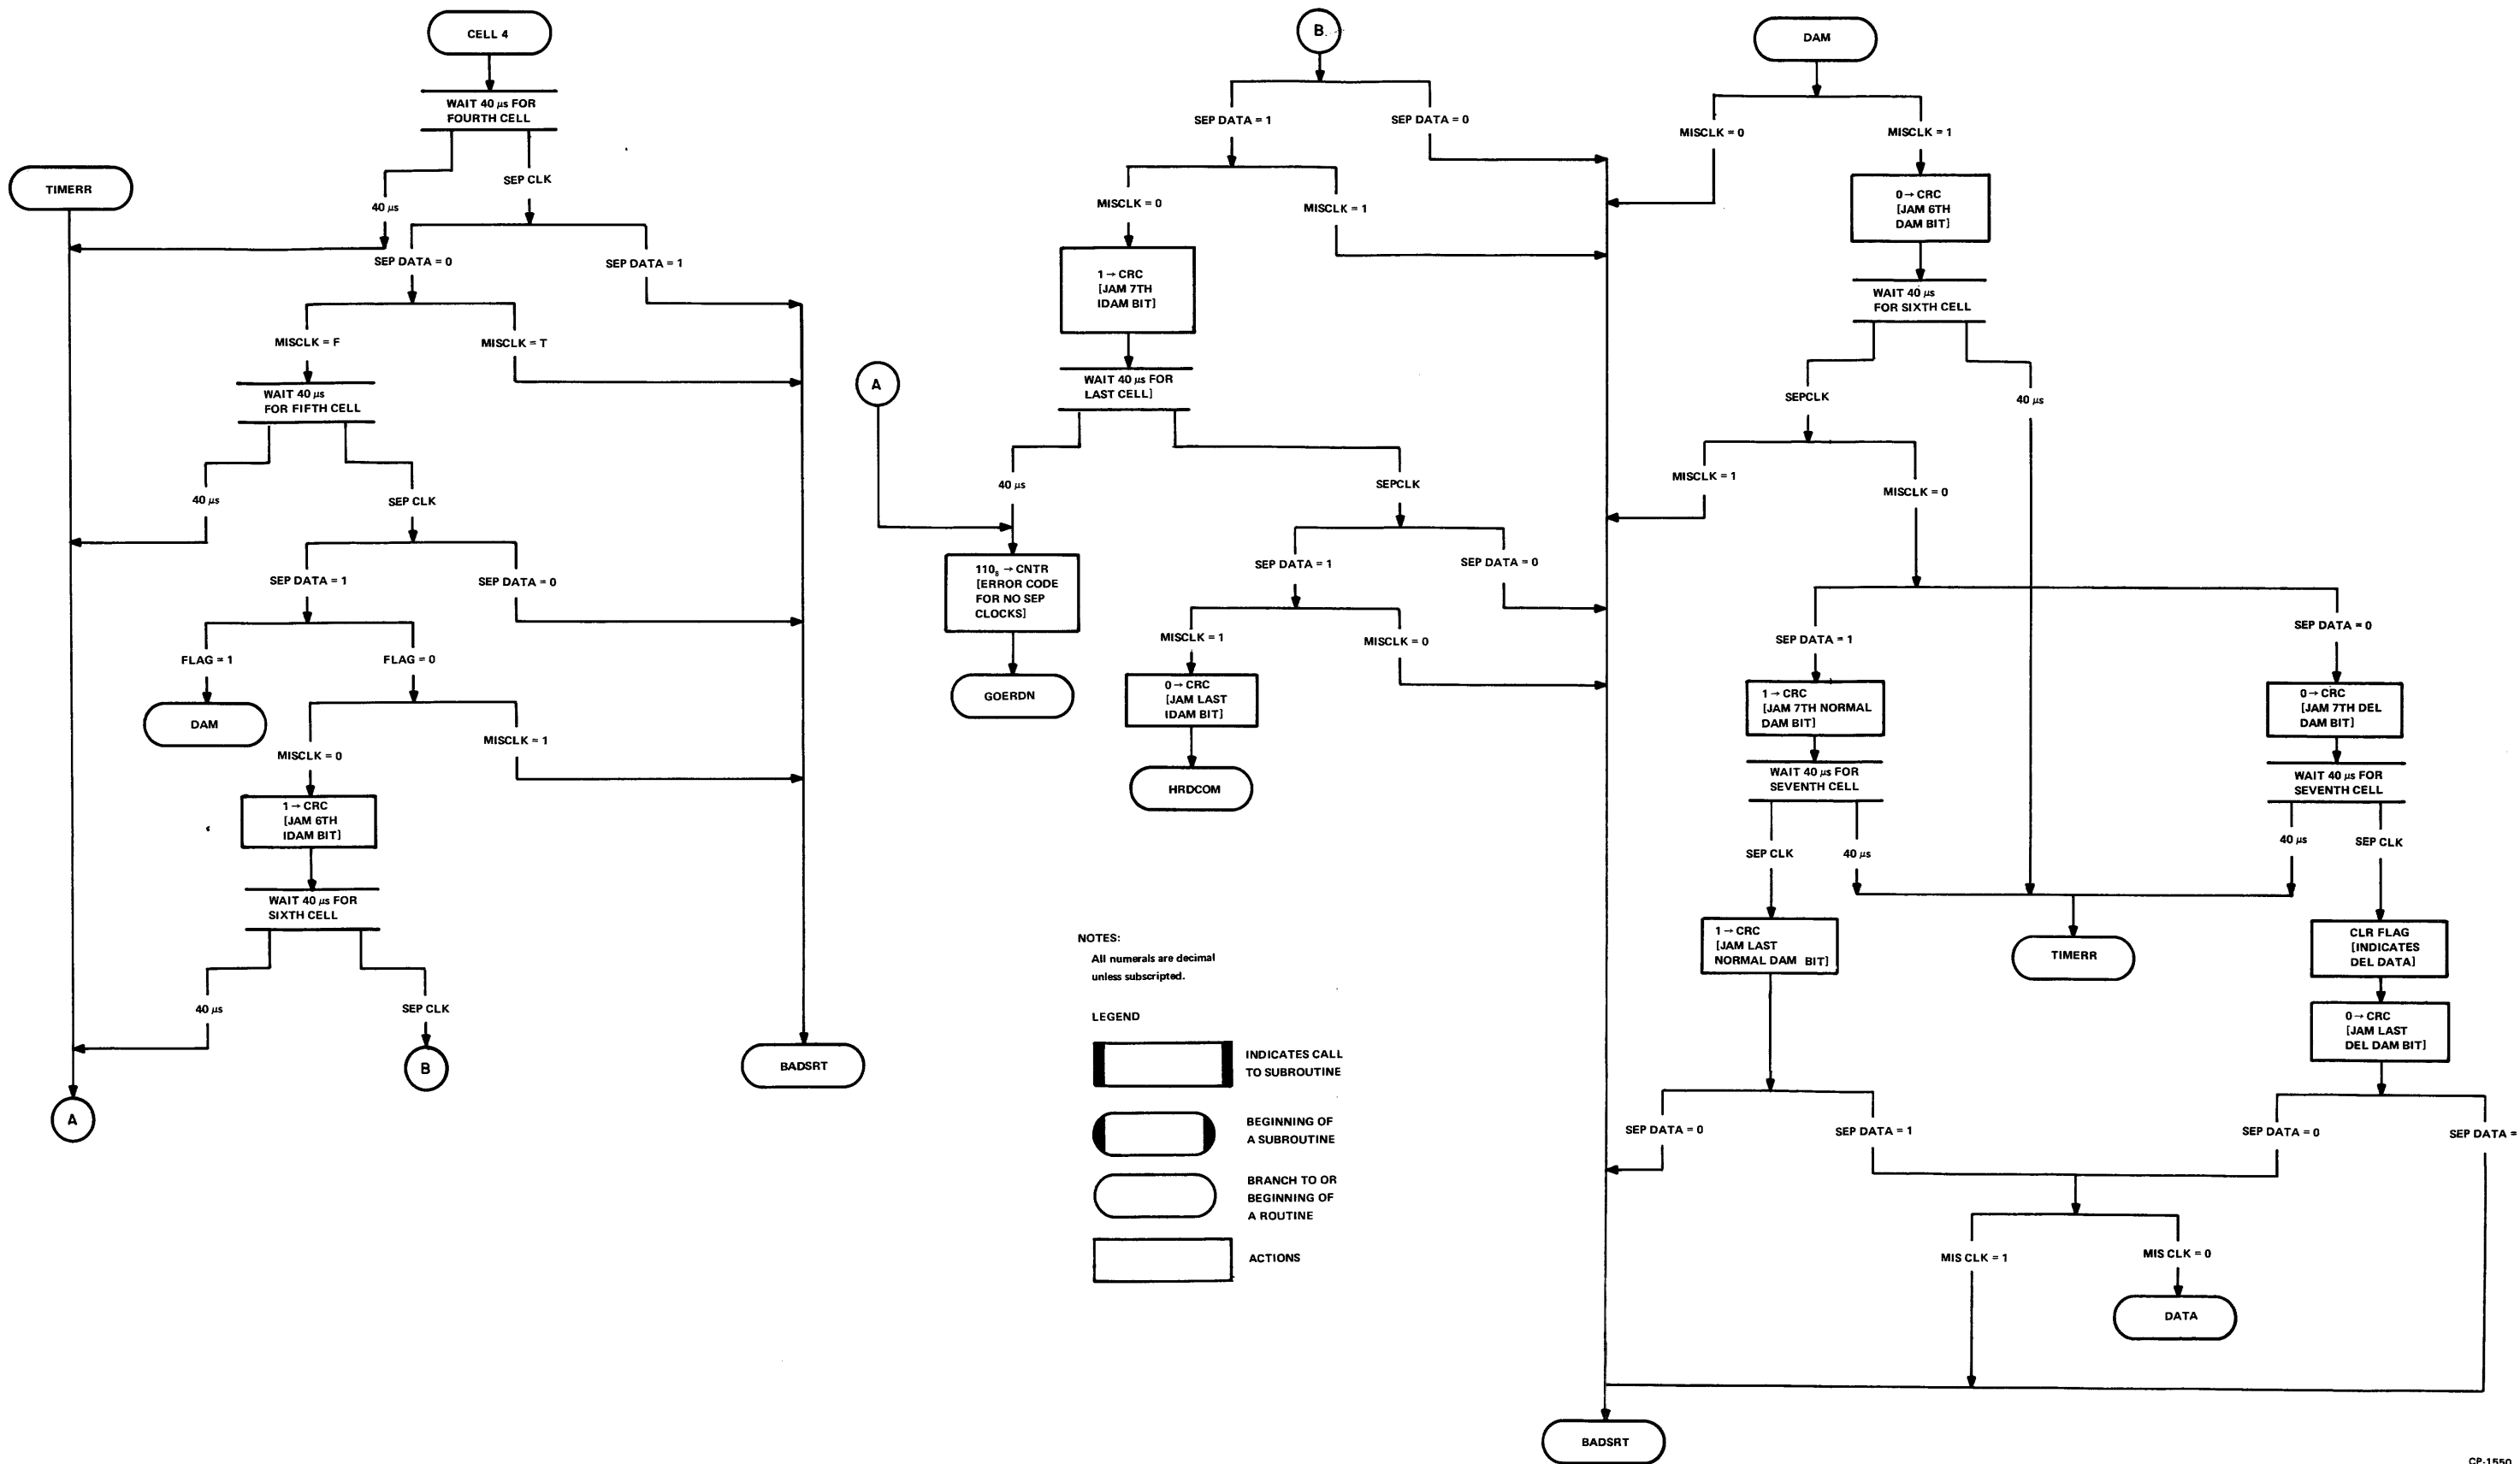 CELL 4
WAIT 40 μs FOR
FOURTH CELL
TIMERR
40 μs
SEP CLK
SEP DATA = 0
SEP DATA = 1
MISCLK = F
MISCLK = T
WAIT 40 μs
FOR FIFTH CELL
40 μs
SEP CLK
SEP DATA = 1
SEP DATA = 0
FLAG = 1
FLAG = 0
DAM
MISCLK = 0
MISCLK = 1
1 → CRC
[JAM 6TH
IDAM BIT]
WAIT 40 μs FOR
SIXTH CELL
40 μs
SEP CLK
B
A
BADSRT
B.
SEP DATA = 1
SEP DATA = 0
MISCLK = 0
MISCLK = 1
1 → CRC
[JAM 7TH
IDAM BIT]
A
WAIT 40 μs FOR
LAST CELL]
40 μs
SEPCLK
110₈ → CNTR
[ERROR CODE
FOR NO SEP
CLOCKS]
GOERDN
SEP DATA = 1
SEP DATA = 0
MISCLK = 1
MISCLK = 0
0 → CRC
[JAM LAST
IDAM BIT]
HRDCOM
NOTES:
All numerals are decimal
unless subscripted.
LEGEND
INDICATES CALL
TO SUBROUTINE
BEGINNING OF
A SUBROUTINE
BRANCH TO OR
BEGINNING OF
A ROUTINE
ACTIONS
DAM
MISCLK = 0
MISCLK = 1
0 → CRC
[JAM 6TH
DAM BIT]
WAIT 40 μs
FOR SIXTH CELL
SEPCLK
40 μs
MISCLK = 1
MISCLK = 0
SEP DATA = 1
SEP DATA = 0
1 → CRC
[JAM 7TH NORMAL
DAM BIT]
0 → CRC
[JAM 7TH DEL
DAM BIT]
WAIT 40 μs FOR
SEVENTH CELL
WAIT 40 μs FOR
SEVENTH CELL
SEP CLK
40 μs
40 μs
SEP CLK
1 → CRC
[JAM LAST
NORMAL DAM BIT]
TIMERR
CLR FLAG
[INDICATES
DEL DATA]
0 → CRC
[JAM LAST
DEL DAM BIT]
SEP DATA = 0
SEP DATA = 1
SEP DATA = 0
SEP DATA =
MIS CLK = 1
MIS CLK = 0
DATA
BADSRT
CP-1550